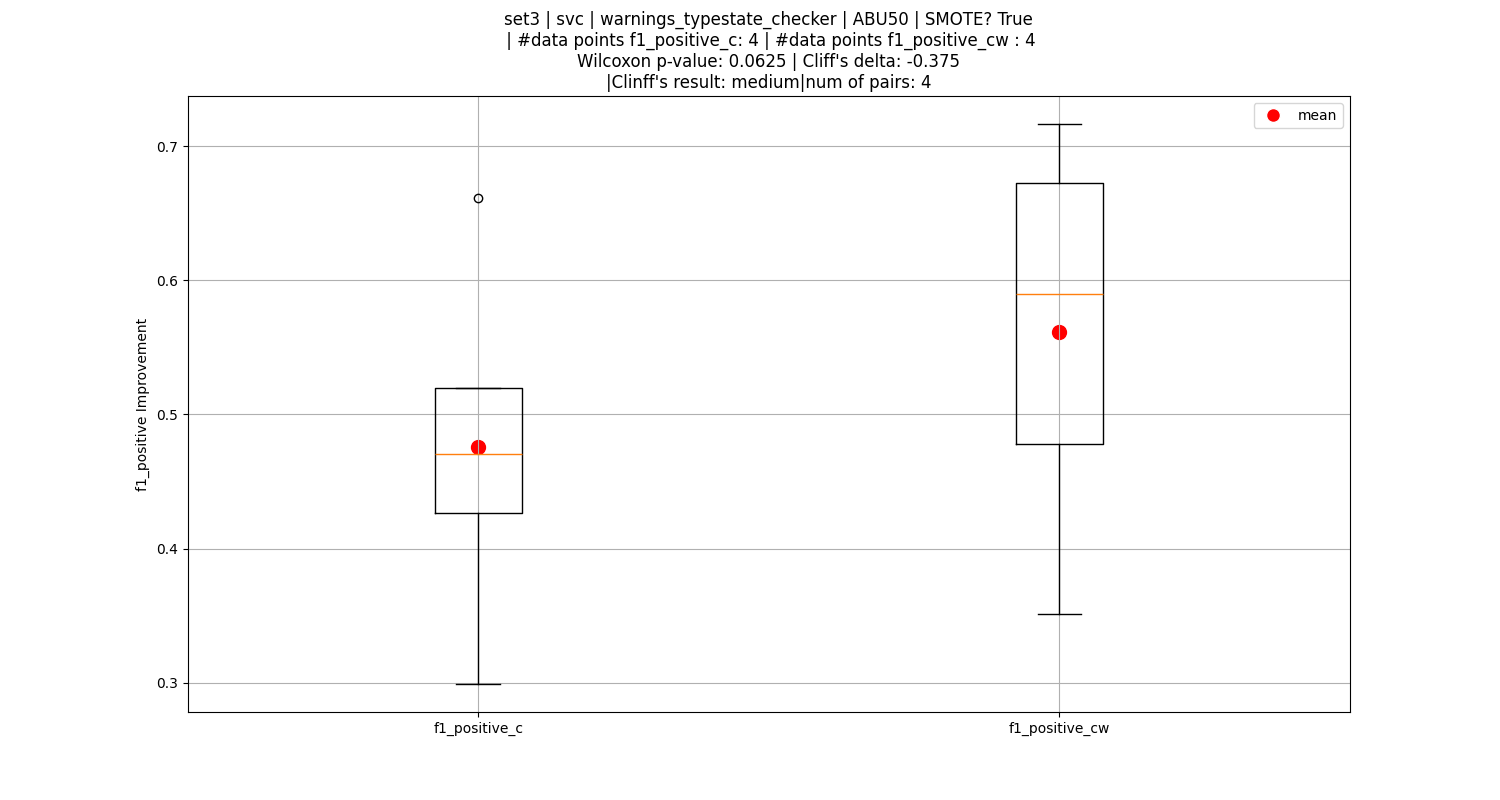 set3 | svc | warnings_typestate_checker | ABU50 | SMOTE? True
| #data points f1_positive_c: 4 | #data points f1_positive_cw : 4
Wilcoxon p-value: 0.0625 | Cliff's delta: -0.375
|Clinff's result: medium|num of pairs: 4
mean
0.7
0.6
0.5
0.4
0.3
f1_positive Improvement
f1_positive_c
f1_positive_cw